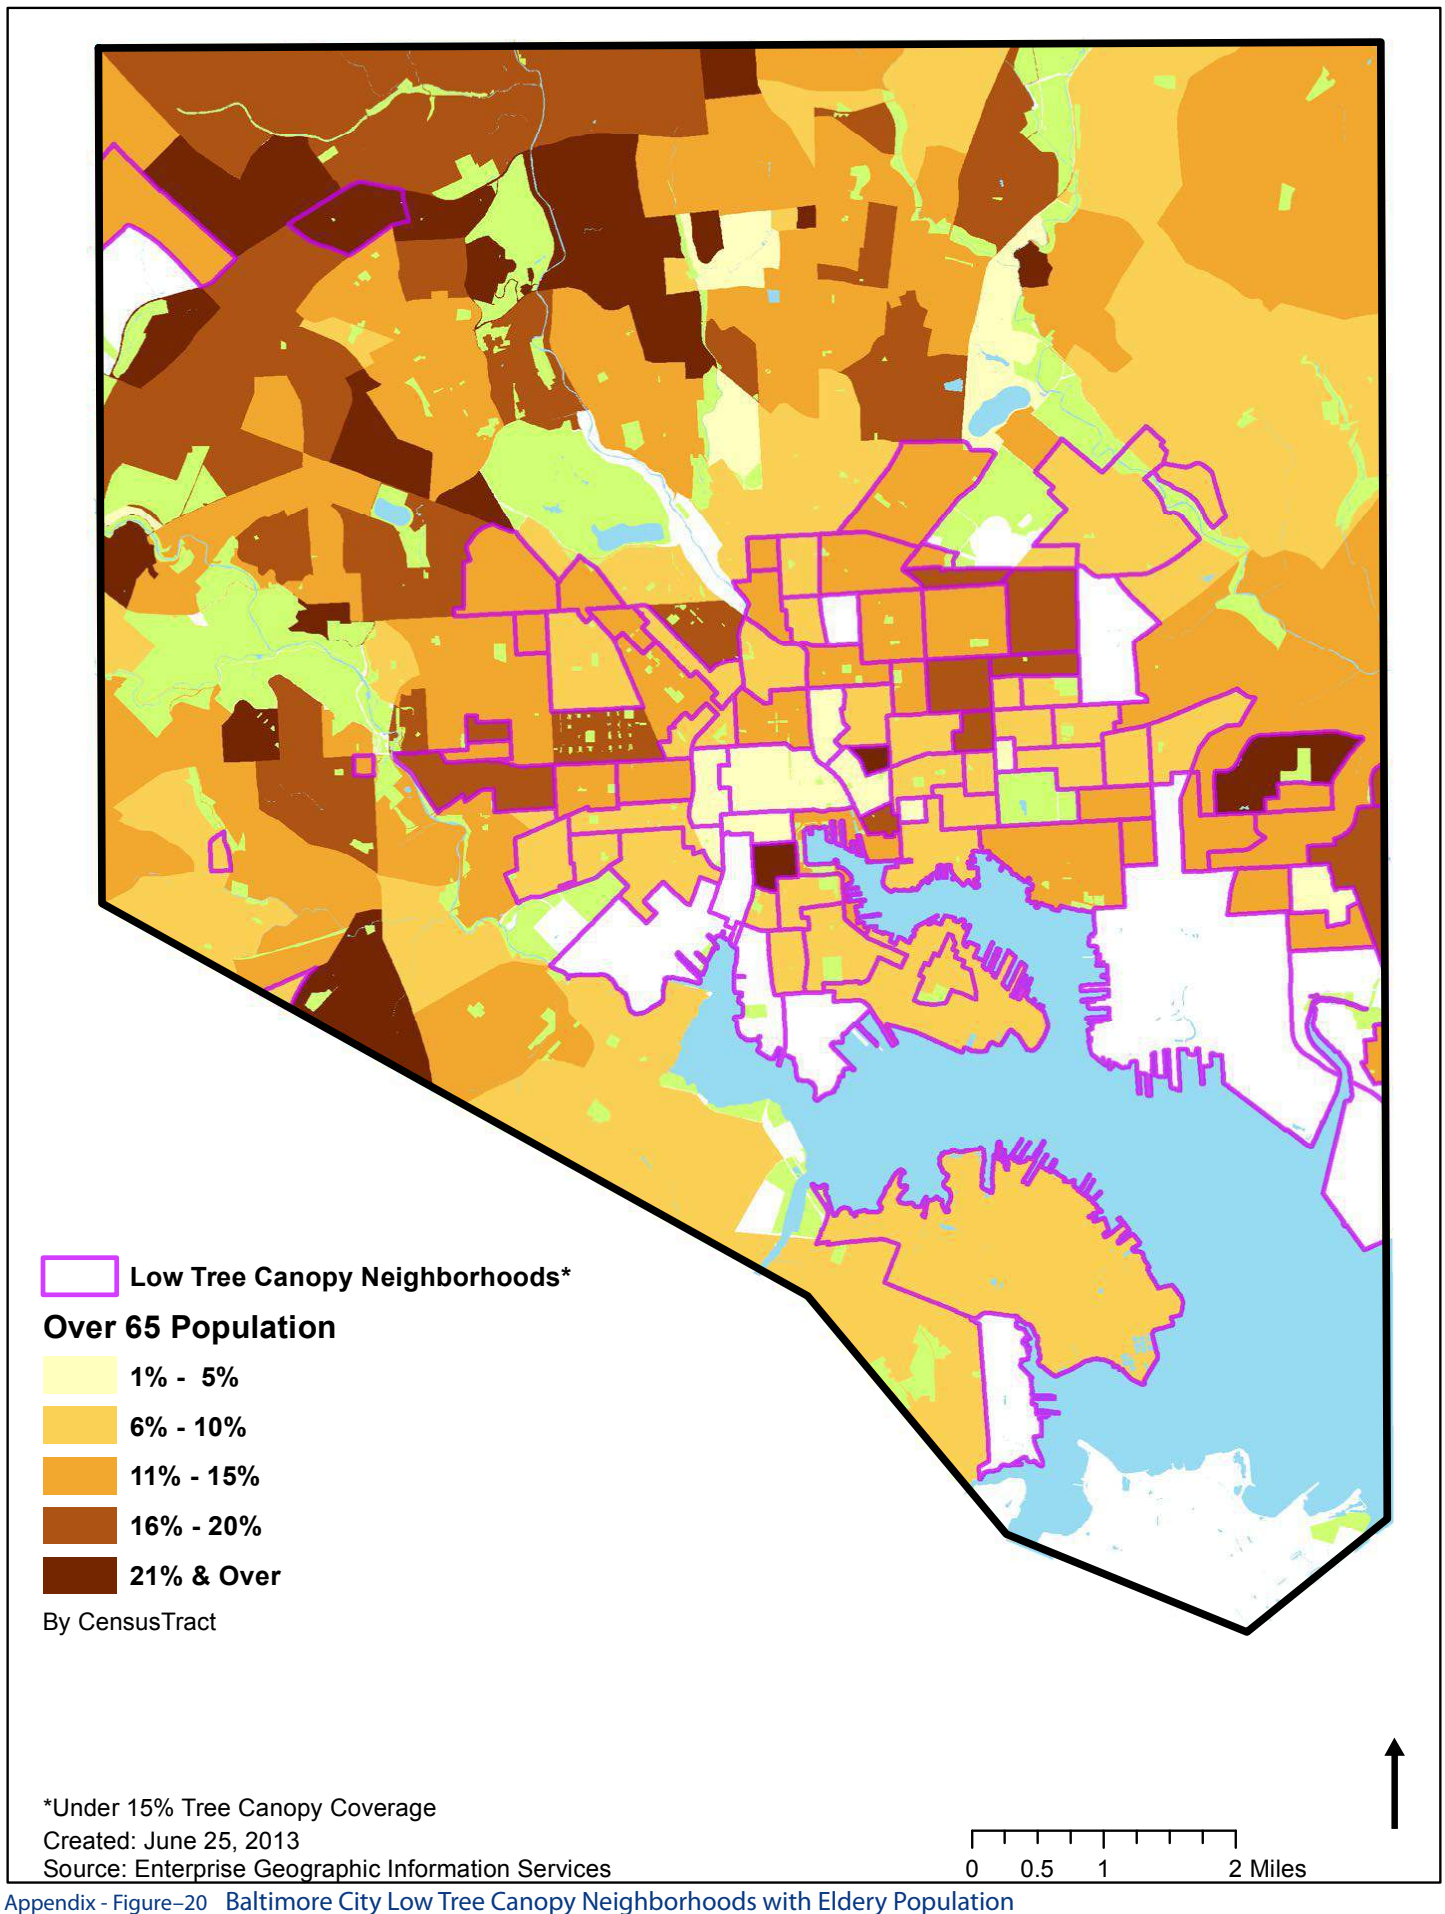 Low Tree Canopy Neighborhoods*
Over 65 Population
1% - 5%
6% - 10%
11% - 15%
16% - 20%
21% & Over
By CensusTract
*Under 15% Tree Canopy Coverage
Created: June 25, 2013
Source: Enterprise Geographic Information Services
0 0.5 1 2 Miles
Appendix - Figure–20 Baltimore City Low Tree Canopy Neighborhoods with Eldery Population